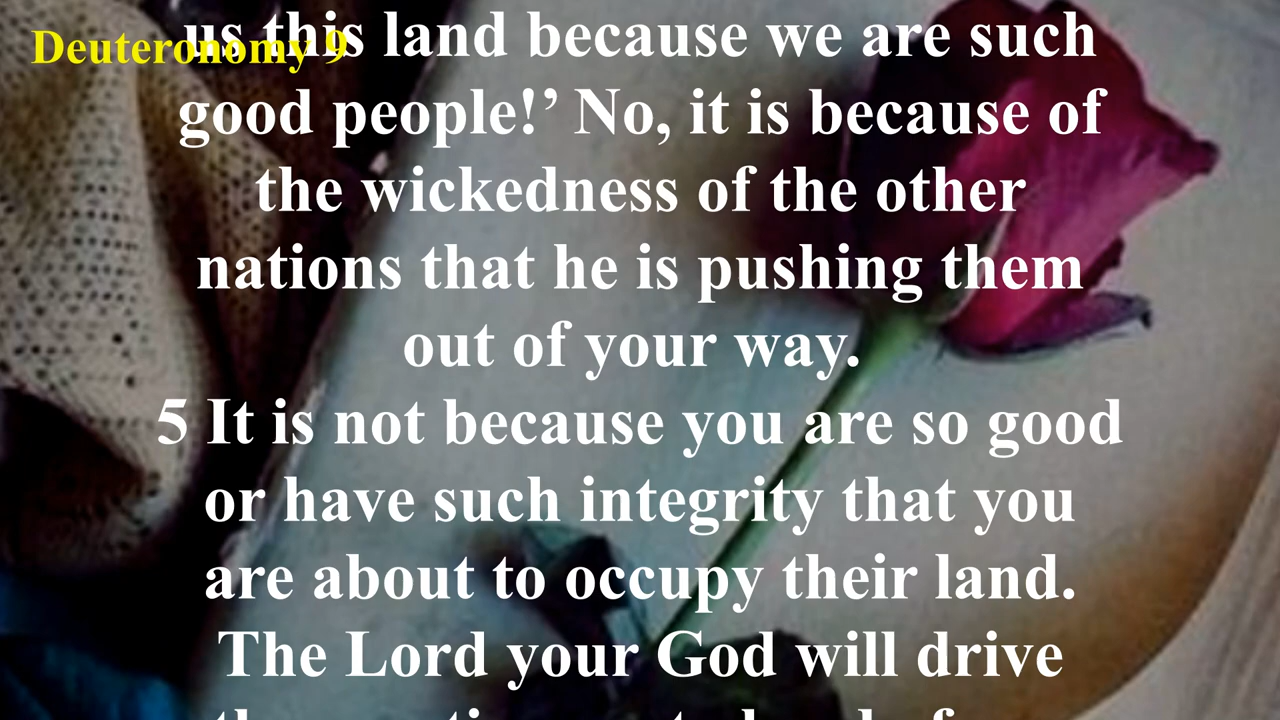 Deuteronomy 9
us this land because we are such
good people!’ No, it is because of
the wickedness of the other
nations that he is pushing them
out of your way.
5 It is not because you are so good
or have such integrity that you
are about to occupy their land.
The Lord your God will drive